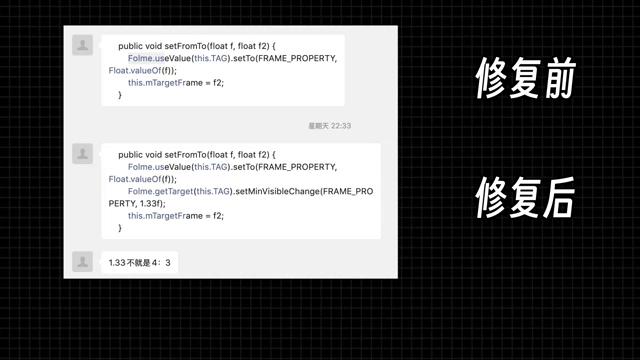 public void setFromTo(float f, float f2) {
Folme.useValue(this.TAG).setTo(FRAME_PROPERTY,
Float.valueOf(f));
this.mTargetFrame = f2;
}
修复前
星期天 22:33
public void setFromTo(float f, float f2) {
Folme.useValue(this.TAG).setTo(FRAME_PROPERTY,
Float.valueOf(f));
Folme.getTarget(this.TAG).setMinVisibleChange(FRAME_PRO
PERTY, 1.33f);
this.mTargetFrame = f2;
}
修复后
1.33不就是4：3